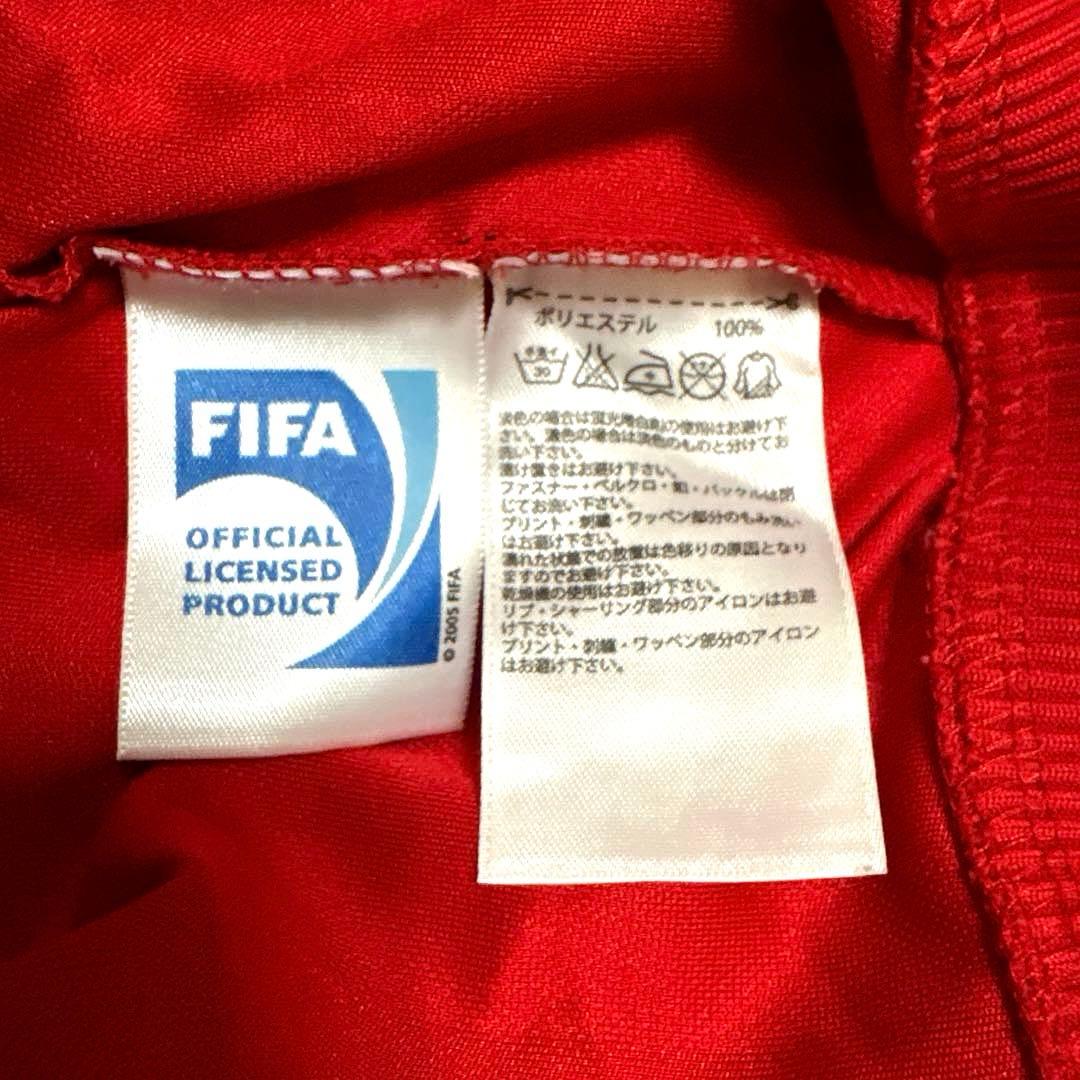 FIFA
OFFICIAL
LICENSED
PRODUCT
© 2005 FIFA
ポリエステル 100%
手洗イ
30
淡色の場合は蛍光増白剤の使用はお避け下
さい。濃色の場合は淡色のものと分けてお
洗い下さい。
漬け置きはお避け下さい。
ファスナー・ベルクロ・釦・バックルは閉
じてお洗い下さい。
プリント・刺繍・ワッペン部分のもみ洗い
はお避け下さい。
濡れた状態での放置は色移りの原因となり
ますのでお避け下さい。
乾燥機の使用はお避け下さい。
リブ・シャーリング部分のアイロンはお避
け下さい。
プリント・刺繍・ワッペン部分のアイロン
はお避け下さい。